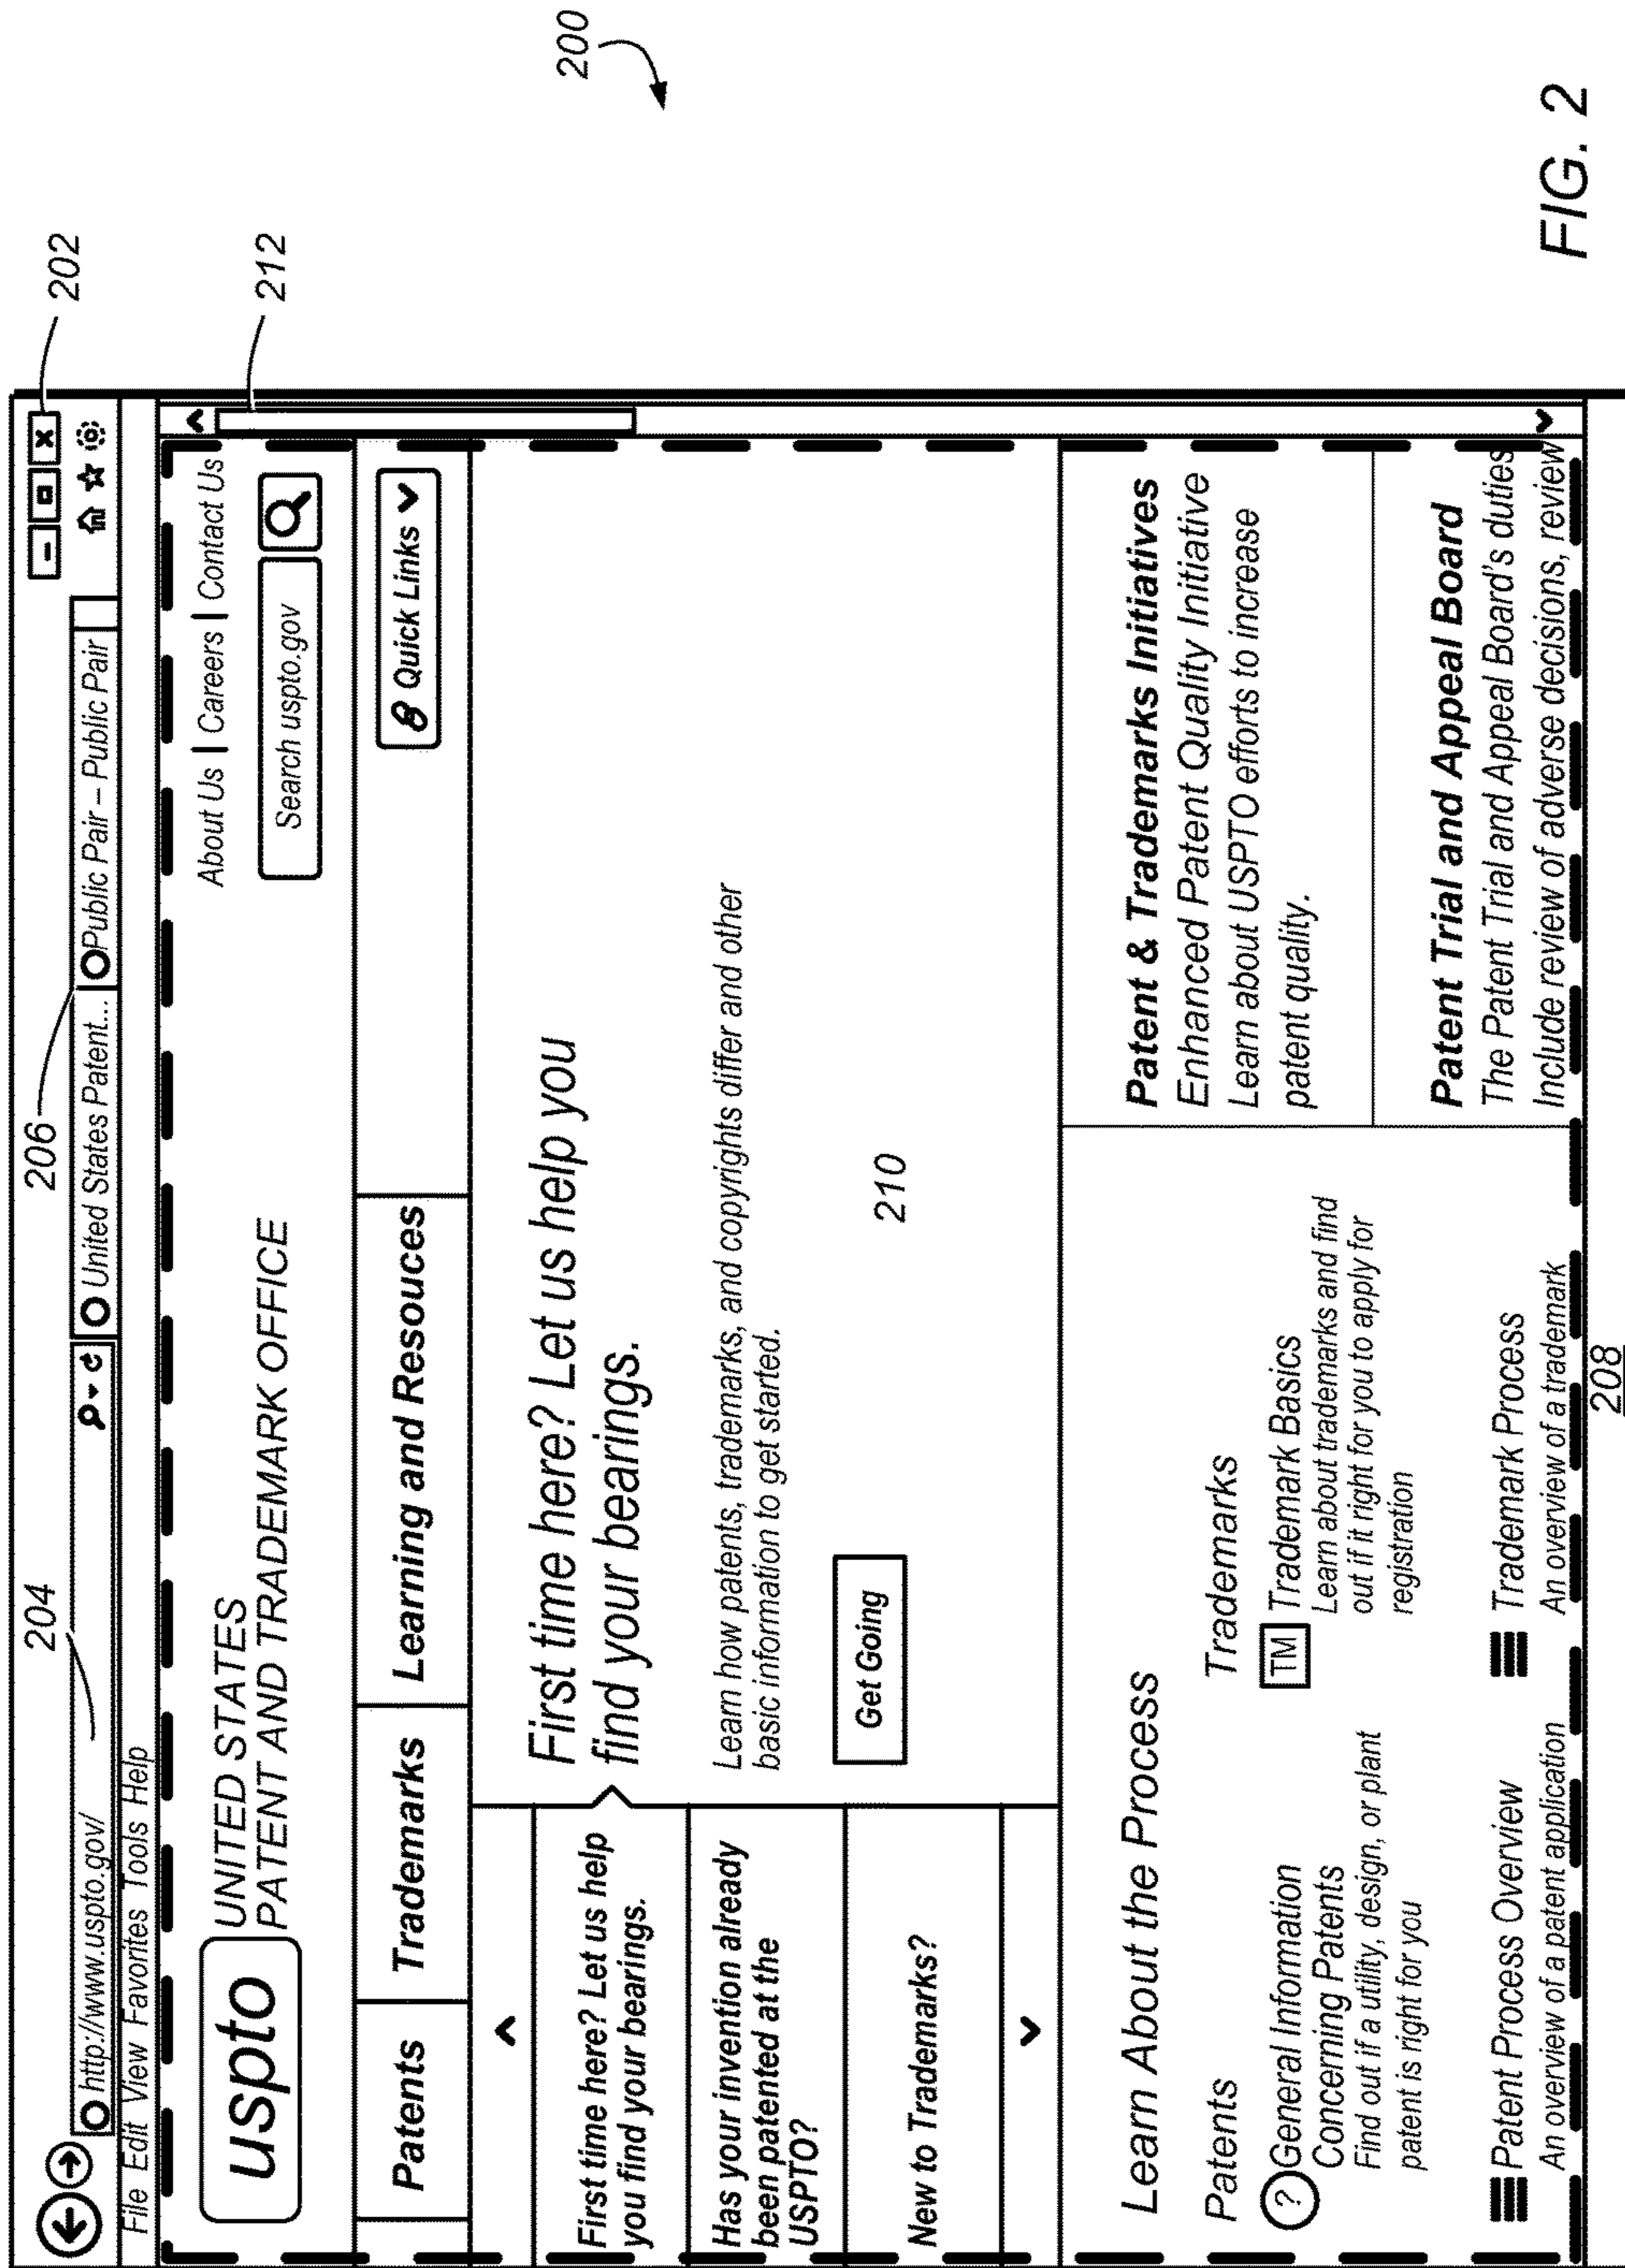 204
206
202
http://www.uspto.gov/
United States Patent...
Public Pair – Public Pair
File Edit View Favorites Tools Help
212
uspto
UNITED STATES
PATENT AND TRADEMARK OFFICE
About Us | Careers | Contact Us
Search uspto.gov
Patents
Trademarks
Learning and Resouces
Quick Links
First time here? Let us help
you find your bearings.
Has your invention already
been patented at the
USPTO?
New to Trademarks?
First time here? Let us help you
find your bearings.
Learn how patents, trademarks, and copyrights differ and other
basic information to get started.
Get Going
210
200
Learn About the Process
Patents
? General Information
Concerning Patents
Find out if a utility, design, or plant
patent is right for you
Patent Process Overview
An overview of a patent application
Trademarks
TM Trademark Basics
Learn about trademarks and find
out if it right for you to apply for
registration
Trademark Process
An overview of a trademark
Patent & Trademarks Initiatives
Enhanced Patent Quality Initiative
Learn about USPTO efforts to increase
patent quality.
Patent Trial and Appeal Board
The Patent Trial and Appeal Board's duties
Include review of adverse decisions, review
208
FIG. 2